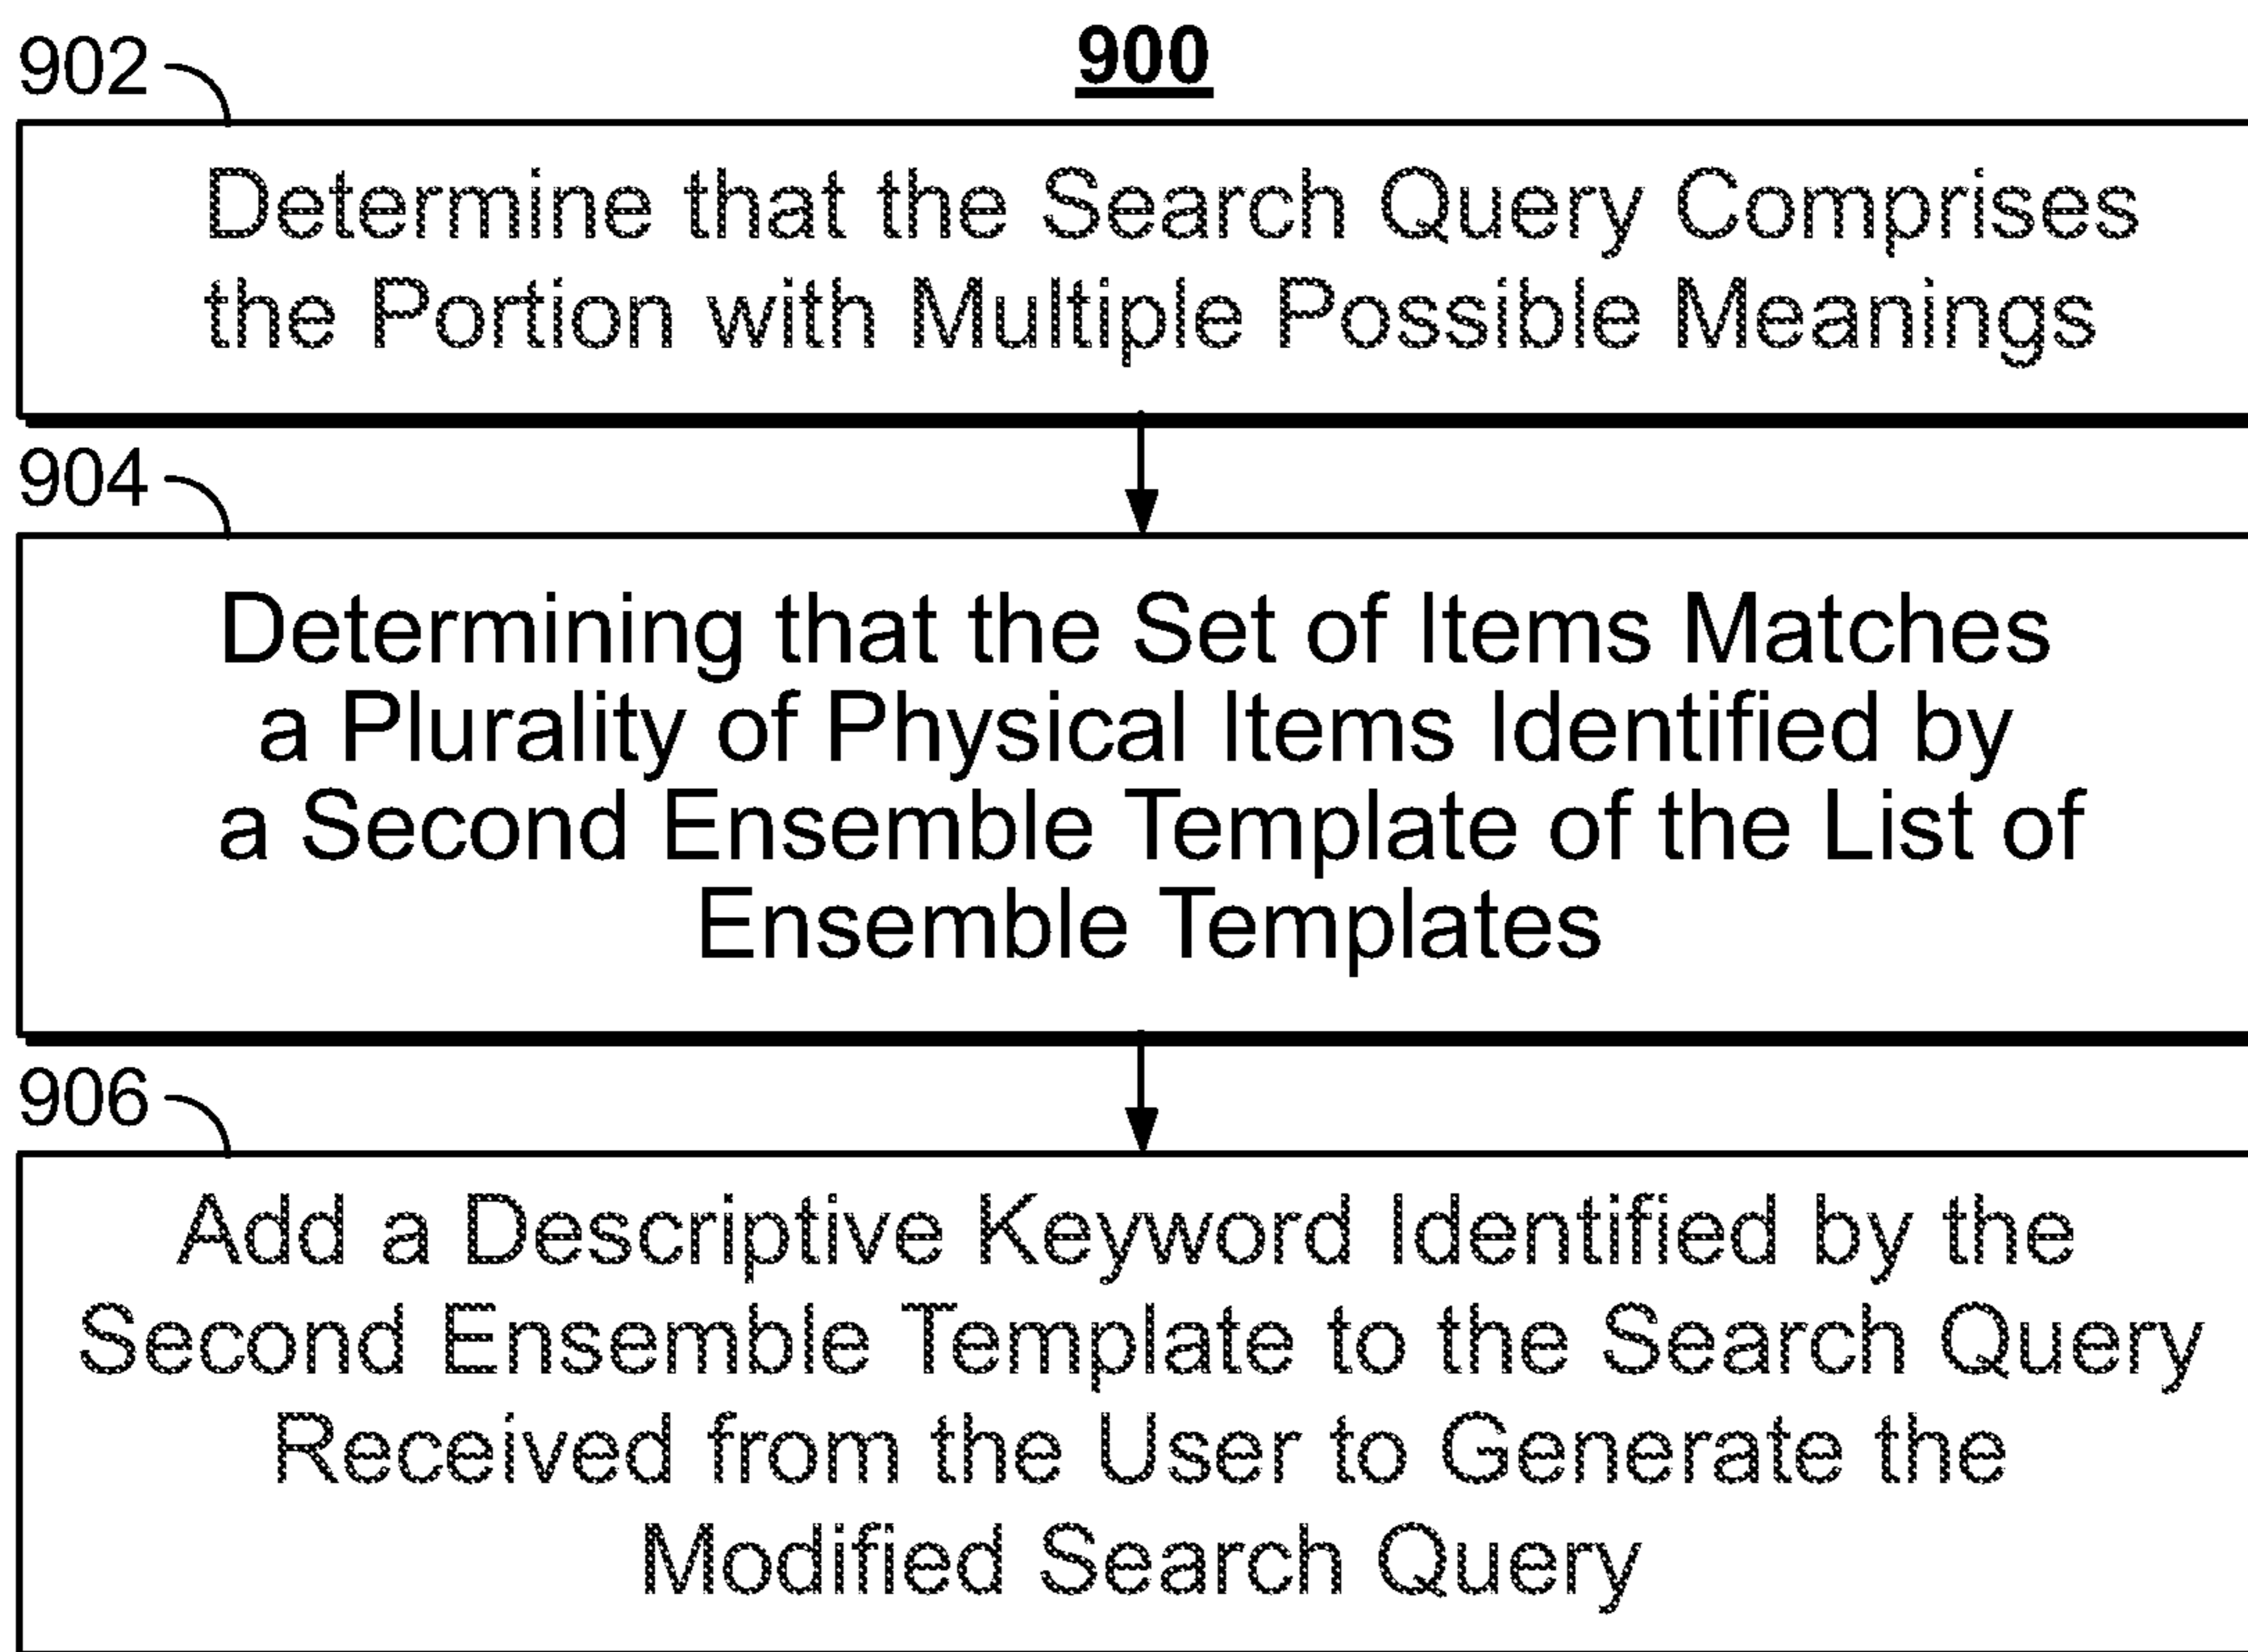 900
902
Determine that the Search Query Comprises
the Portion with Multiple Possible Meanings
904
Determining that the Set of Items Matches
a Plurality of Physical Items Identified by
a Second Ensemble Template of the List of
Ensemble Templates
906
Add a Descriptive Keyword Identified by the
Second Ensemble Template to the Search Query
Received from the User to Generate the
Modified Search Query